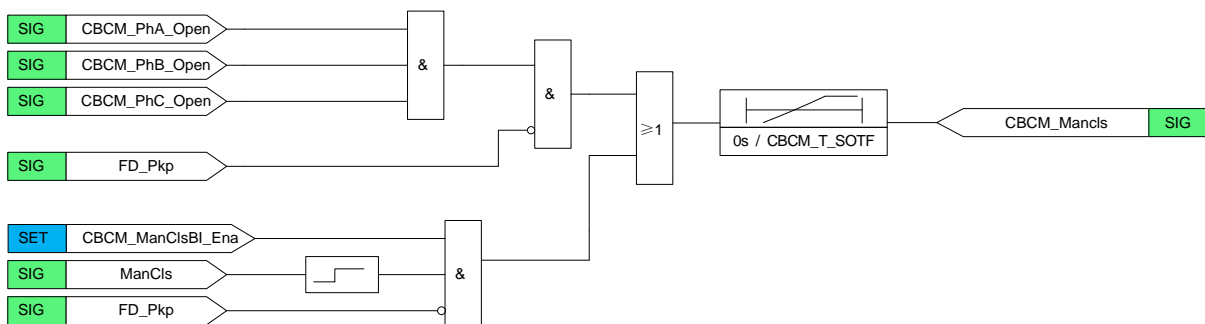 SIG CBCM_PhA_Open
SIG CBCM_PhB_Open
SIG CBCM_PhC_Open
&
&
SIG FD_Pkp
≥1
0s / CBCM_T_SOTF
CBCM_Mancls SIG
SET CBCM_ManClsBI_Ena
SIG ManCls
&
SIG FD_Pkp